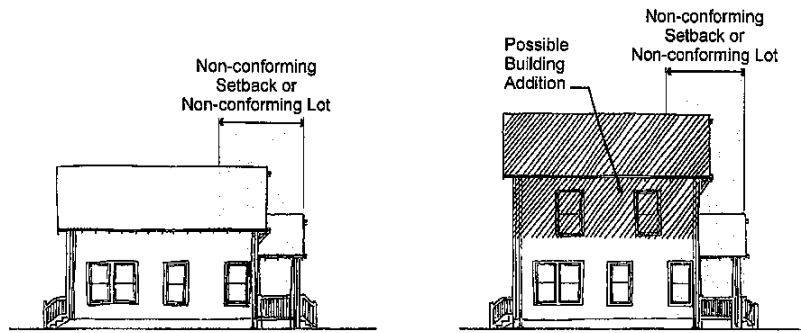 Non-conforming
Setback or
Non-conforming Lot
Possible
Building
Addition
Non-conforming
Setback or
Non-conforming Lot